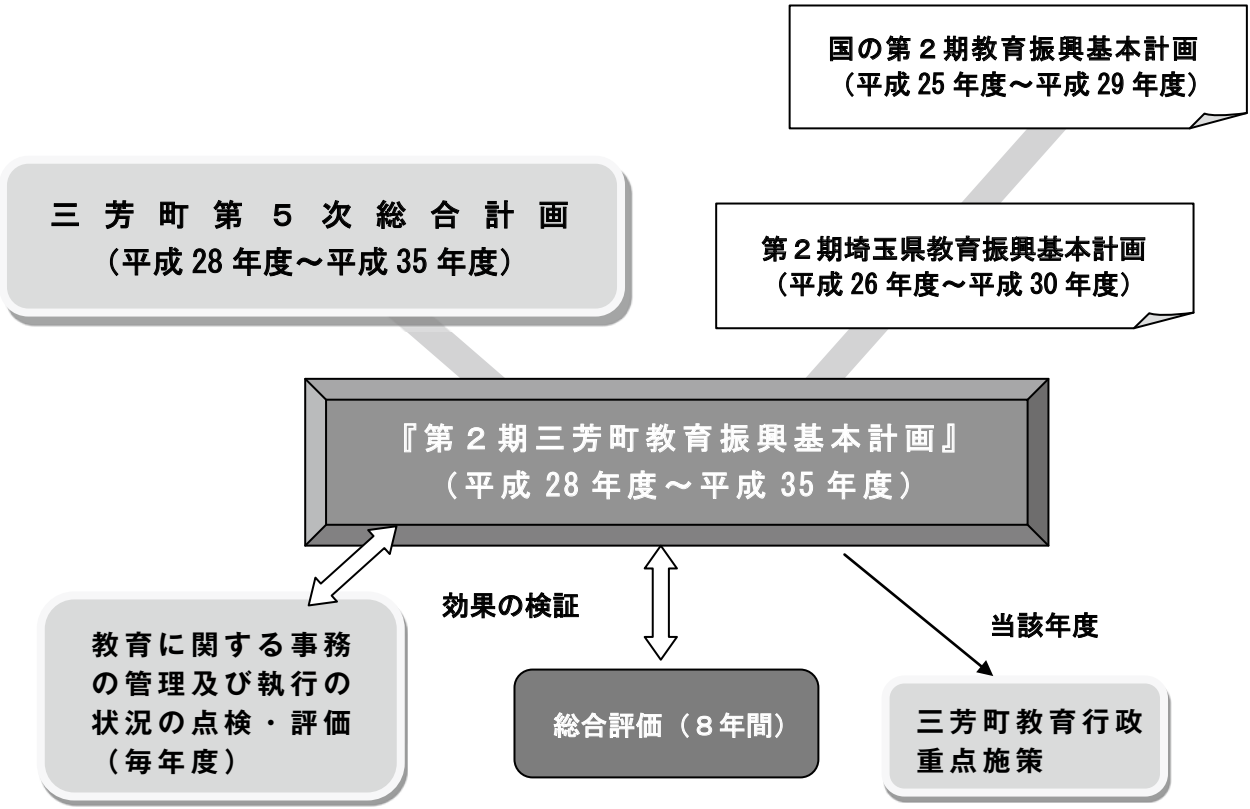 国の第２期教育振興基本計画
（平成 25 年度～平成 29 年度）
三芳町第５次総合計画
（平成 28 年度～平成 35 年度）
第２期埼玉県教育振興基本計画
（平成 26 年度～平成 30 年度）
『第２期三芳町教育振興基本計画』
（平成 28 年度～平成 35 年度）
効果の検証
当該年度
教育に関する事務
の管理及び執行の
状況の点検・評価
（毎年度）
総合評価（８年間）
三芳町教育行政
重点施策